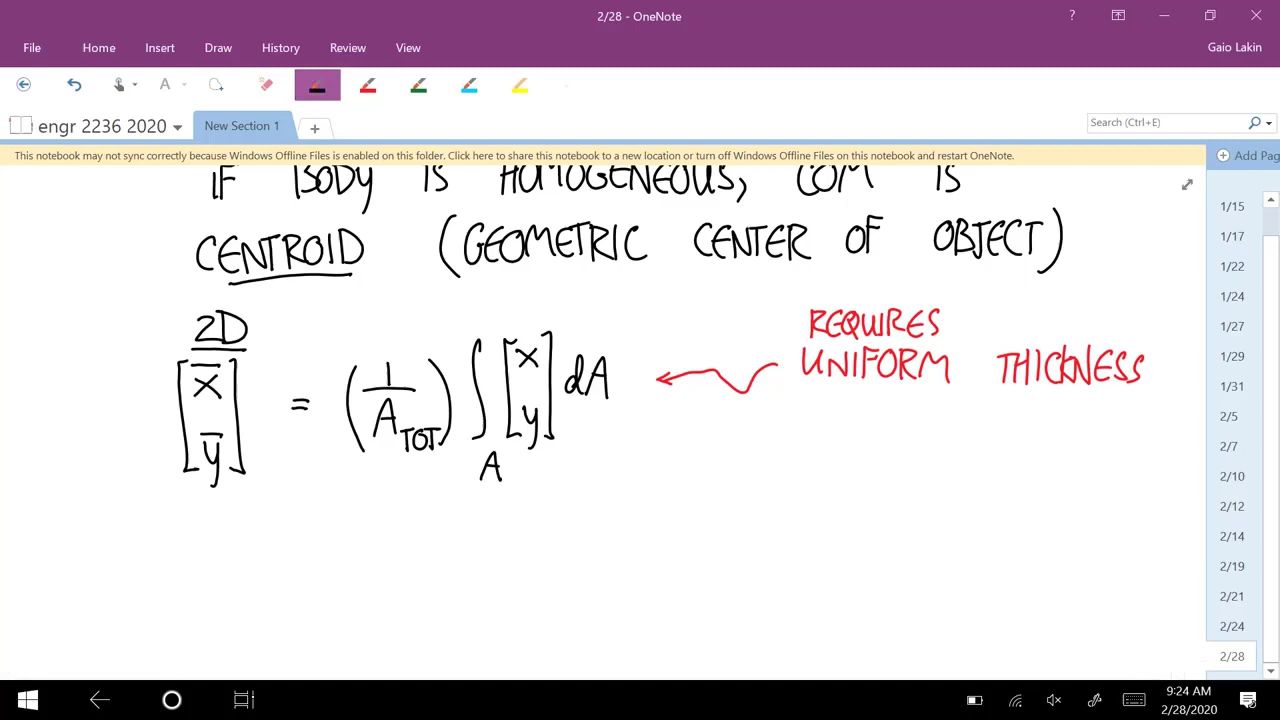 2/28 - OneNote
?
File Home Insert Draw History Review View
Gaio Lakin
engr 2236 2020
New Section 1
+
Search (Ctrl+E)
This notebook may not sync correctly because Windows Offline Files is enabled on this folder. Click here to share this notebook to a new location or turn off Windows Offline Files on this notebook and restart OneNote.
Add Pag
IF BODY IS HOMOGENEOUS, COM IS
CENTROID (GEOMETRIC CENTER OF OBJECT)
2D
[x̄ ȳ] = (1/A_TOT) ∫_A [x y] dA
REQUIRES
UNIFORM THICKNESS
1/15
1/17
1/22
1/24
1/27
1/29
1/31
2/5
2/7
2/10
2/12
2/14
2/19
2/21
2/24
2/28
9:24 AM
2/28/2020